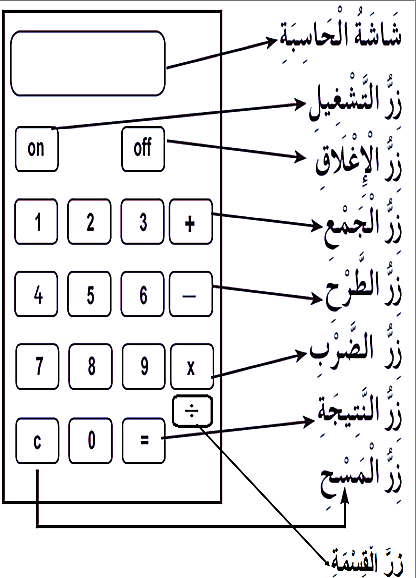 شَاشَةُ الْحَاسِبَةِ
زِرُّ التَّشْغِيلِ
on
off
زِرُّ الْإِغْلَاقِ
1
2
3
+
زِرُّ الْجَمْعِ
4
5
6
—
زِرُّ الطَّرْحِ
7
8
9
x
زِرُّ الضَّرْبِ
÷
زِرُّ النَّتِيجَةِ
c
0
=
زِرُّ الْمَسْحِ
زِرَّ الْقِسْمَةِ